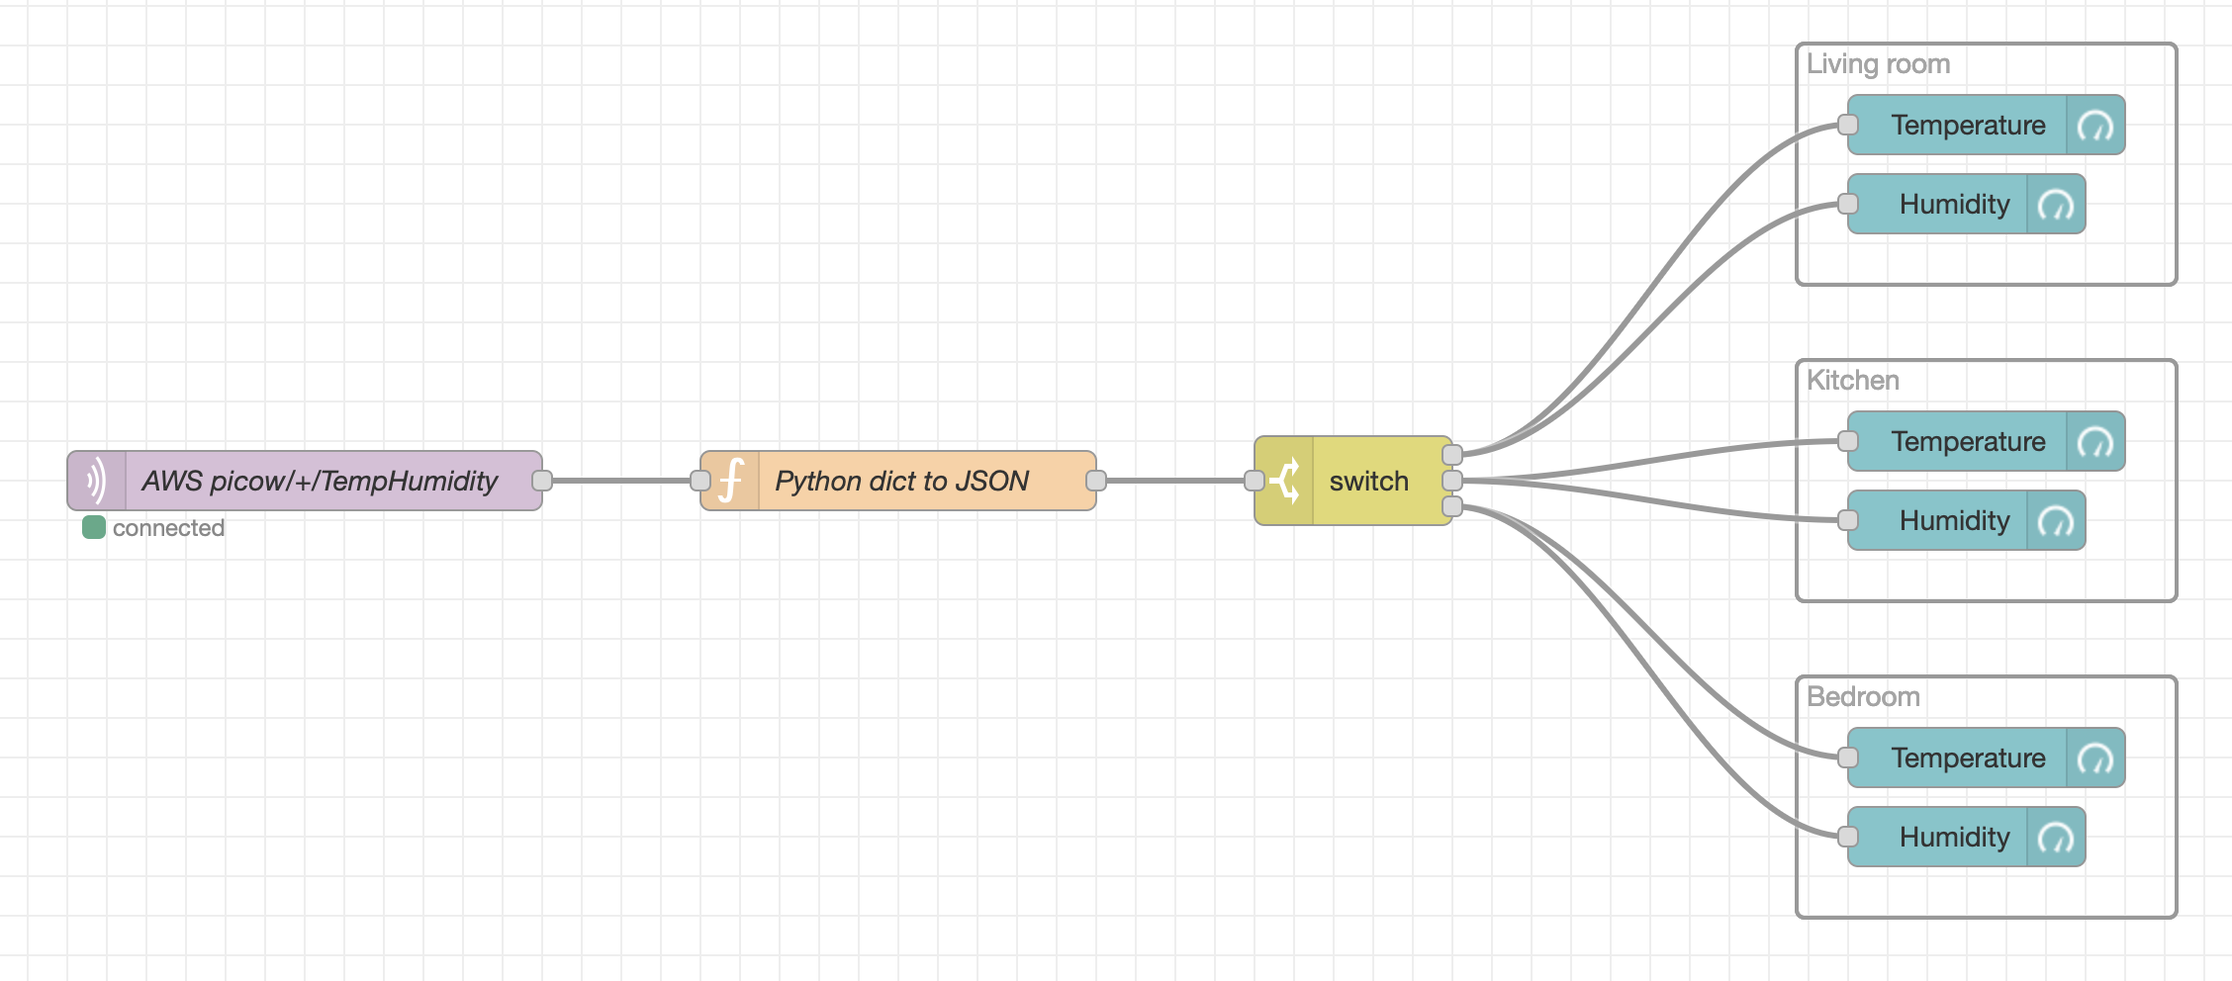 Living room
Temperature
Humidity
Kitchen
Temperature
Humidity
AWS picow/+/TempHumidity
connected
Python dict to JSON
switch
Bedroom
Temperature
Humidity